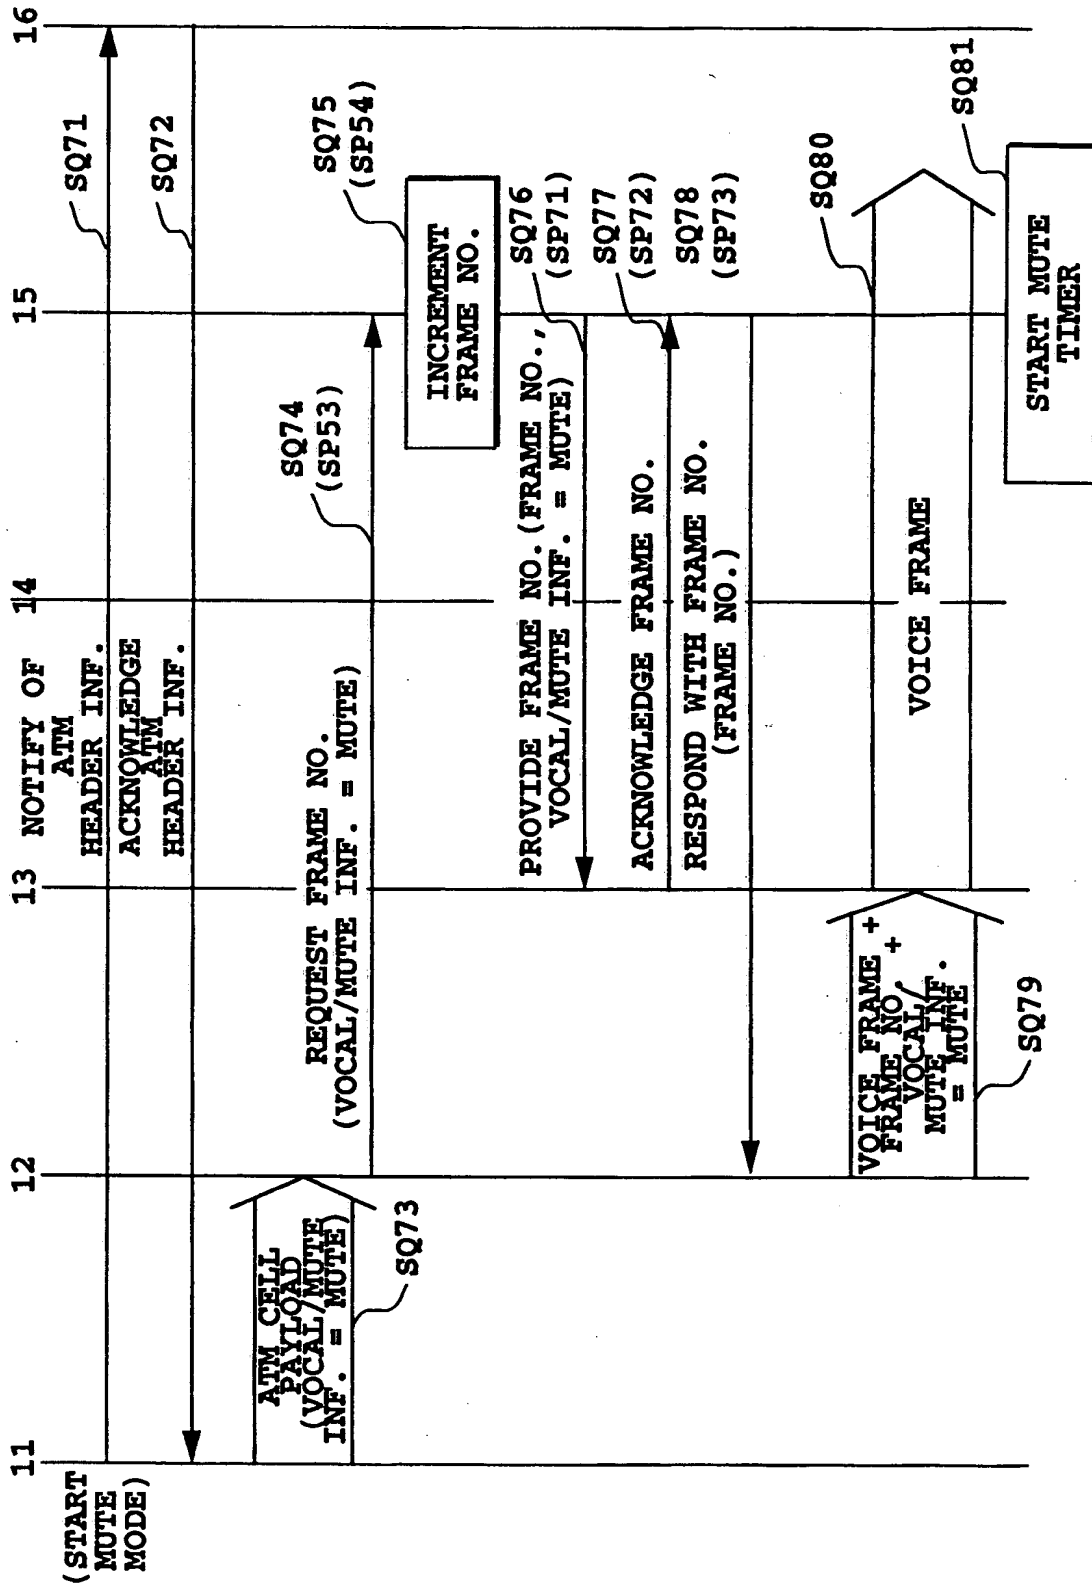 11
12
13
14
15
16
(START
MUTE
MODE)
NOTIFY OF
ATM
HEADER INF.
SQ71
ACKNOWLEDGE
ATM
HEADER INF.
SQ72
ATM CELL
PAYLOAD
(VOCAL/MUTE
INF. = MUTE)
SQ73
REQUEST FRAME NO.
(VOCAL/MUTE INF. = MUTE)
SQ74
(SP53)
INCREMENT
FRAME NO.
SQ75
(SP54)
PROVIDE FRAME NO.(FRAME NO.,
VOCAL/MUTE INF. = MUTE)
SQ76
(SP71)
ACKNOWLEDGE FRAME NO.
SQ77
(SP72)
RESPOND WITH FRAME NO.
(FRAME NO.)
SQ78
(SP73)
VOICE FRAME +
FRAME NO. +
VOCAL/
MUTE INF.
= MUTE
SQ79
VOICE FRAME
SQ80
START MUTE
TIMER
SQ81